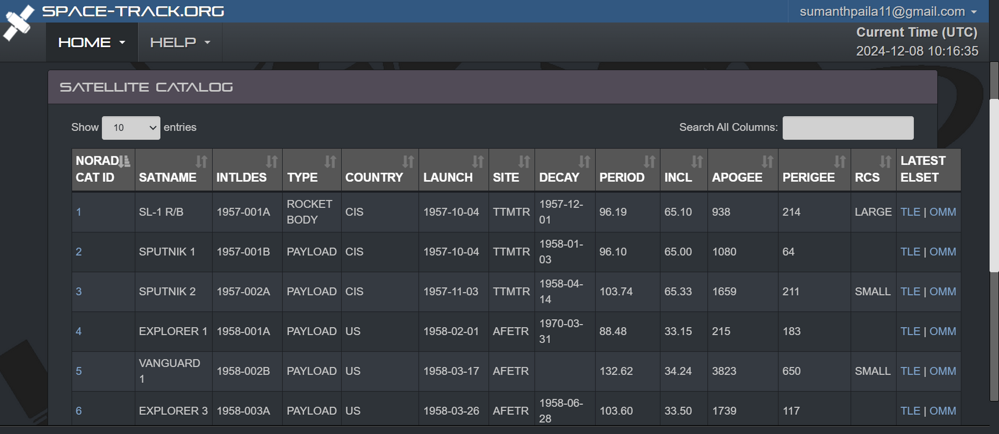 SPACE-TRACK.ORG
sumanthpaila11@gmail.com
HOME
HELP
Current Time (UTC)
2024-12-08 10:16:35
SATELLITE CATALOG
Show 10 entries
Search All Columns:
NORAD CAT ID SATNAME INTLDES TYPE COUNTRY LAUNCH SITE DECAY PERIOD INCL APOGEE PERIGEE RCS LATEST ELSET
1 SL-1 R/B 1957-001A ROCKET BODY CIS 1957-10-04 TTMTR 1957-12-01 96.19 65.10 938 214 LARGE TLE | OMM
2 SPUTNIK 1 1957-001B PAYLOAD CIS 1957-10-04 TTMTR 1958-01-03 96.10 65.00 1080 64 TLE | OMM
3 SPUTNIK 2 1957-002A PAYLOAD CIS 1957-11-03 TTMTR 1958-04-14 103.74 65.33 1659 211 SMALL TLE | OMM
4 EXPLORER 1 1958-001A PAYLOAD US 1958-02-01 AFETR 1970-03-31 88.48 33.15 215 183 TLE | OMM
5 VANGUARD 1 1958-002B PAYLOAD US 1958-03-17 AFETR 132.62 34.24 3823 650 SMALL TLE | OMM
6 EXPLORER 3 1958-003A PAYLOAD US 1958-03-26 AFETR 1958-06-28 103.60 33.50 1739 117 TLE | OMM